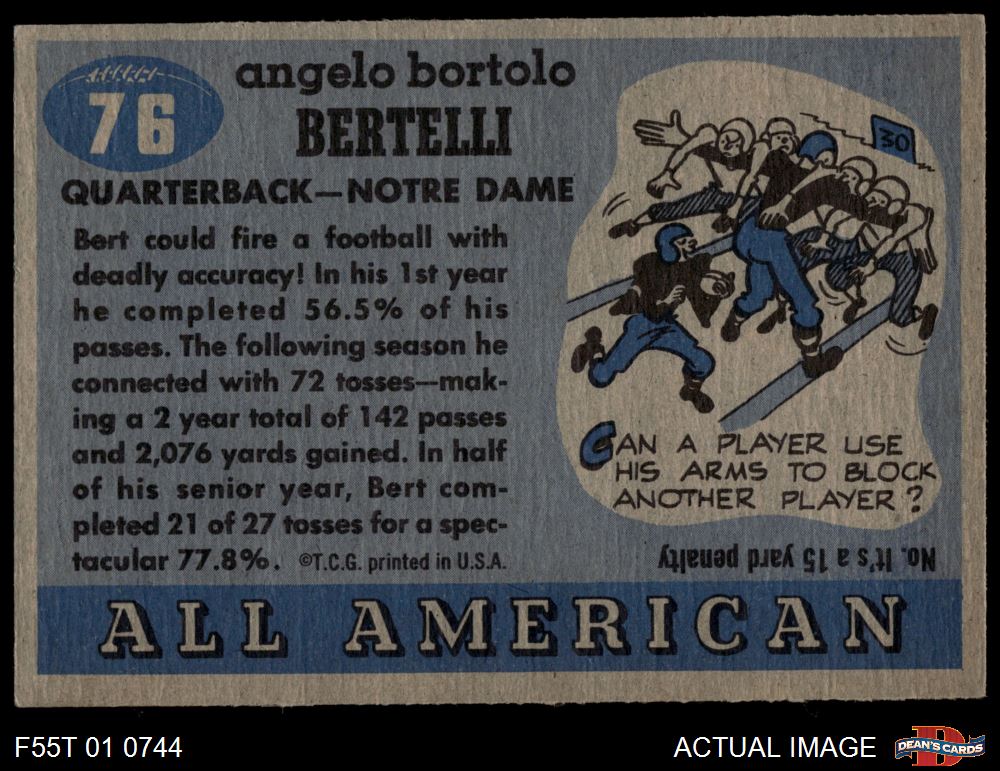 76
angelo bortolo
BERTELLI
QUARTERBACK—NOTRE DAME
Bert could fire a football with
deadly accuracy! In his 1st year
he completed 56.5% of his
passes. The following season he
connected with 72 tosses—mak-
ing a 2 year total of 142 passes
and 2,076 yards gained. In half
of his senior year, Bert com-
pleted 21 of 27 tosses for a spec-
tacular 77.8%. ©T.C.G. printed in U.S.A.
30
CAN A PLAYER USE
HIS ARMS TO BLOCK
ANOTHER PLAYER?
No. It's a 15 yard penalty
ALL AMERICAN
F55T 01 0744
ACTUAL IMAGE
D
DEAN'S CARDS